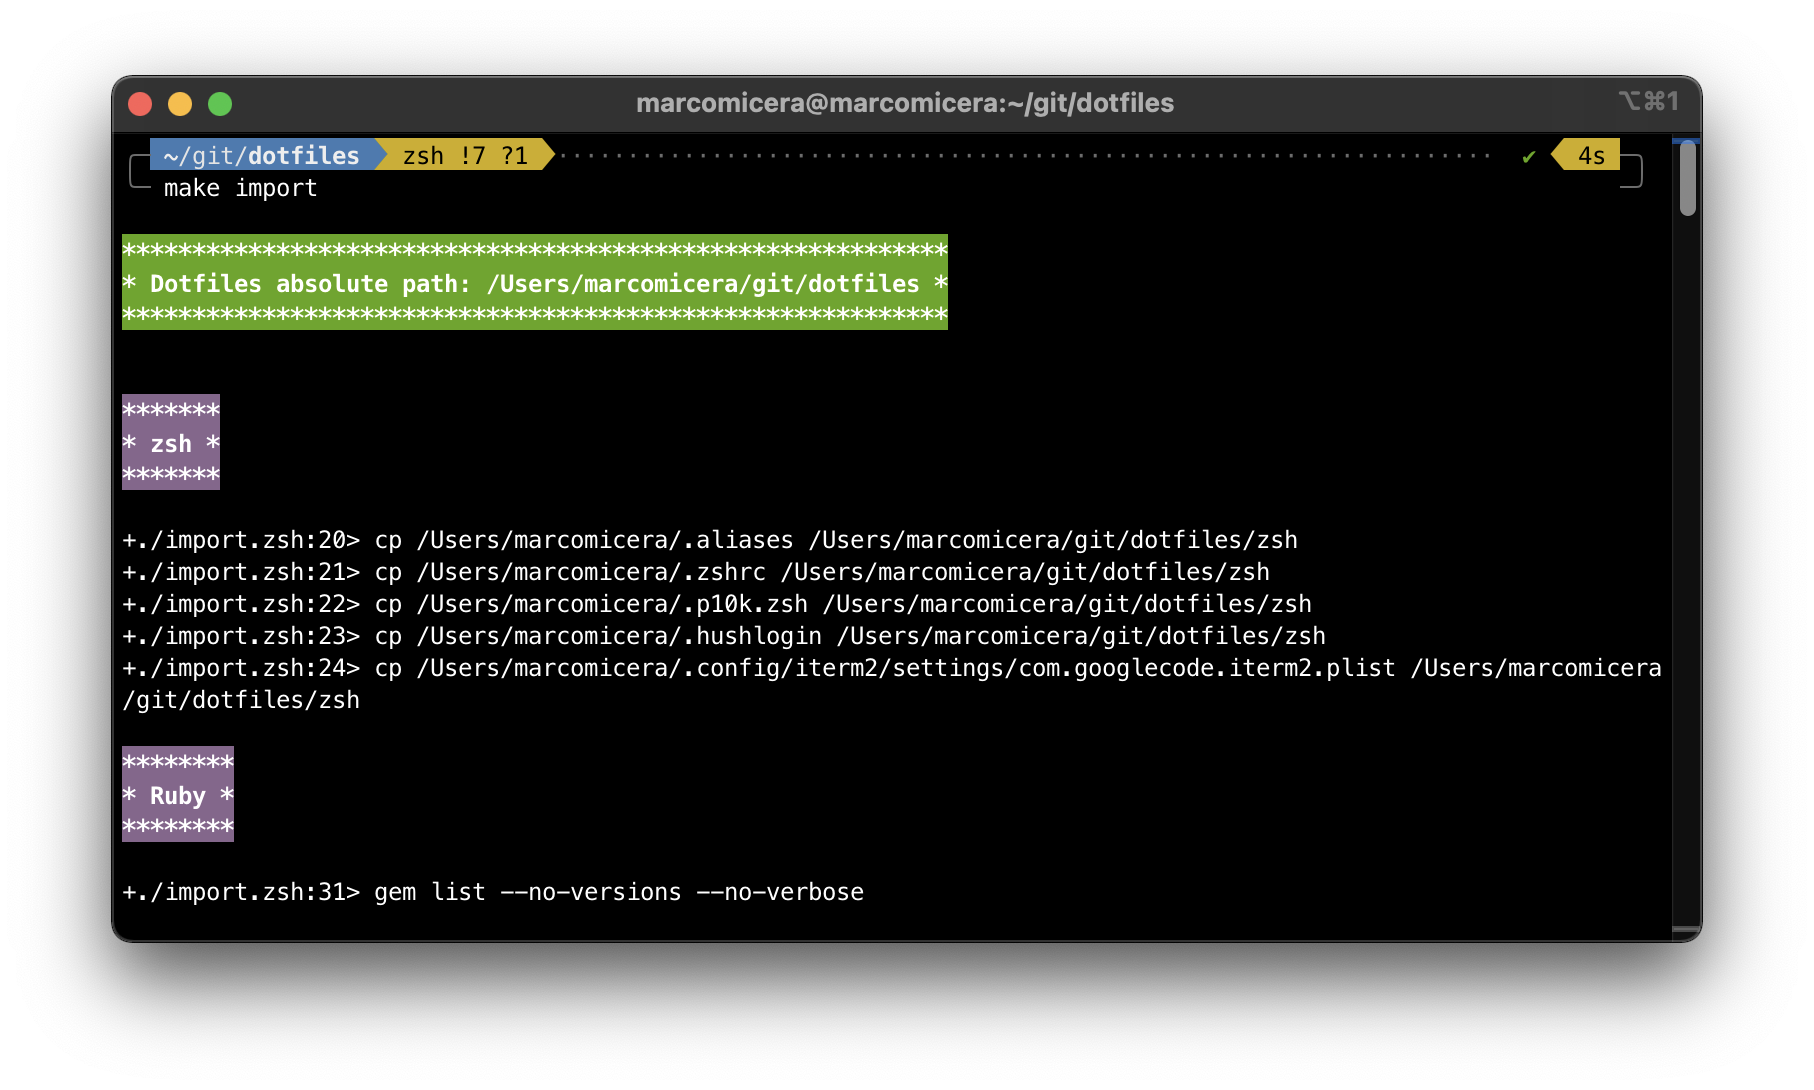 marcomicera@marcomicera:~/git/dotfiles ⌥⌘1
~/git/dotfiles zsh !7 ?1 ✔ 4s
make import
***********************************************************
* Dotfiles absolute path: /Users/marcomicera/git/dotfiles *
***********************************************************
*******
* zsh *
*******
+./import.zsh:20> cp /Users/marcomicera/.aliases /Users/marcomicera/git/dotfiles/zsh
+./import.zsh:21> cp /Users/marcomicera/.zshrc /Users/marcomicera/git/dotfiles/zsh
+./import.zsh:22> cp /Users/marcomicera/.p10k.zsh /Users/marcomicera/git/dotfiles/zsh
+./import.zsh:23> cp /Users/marcomicera/.hushlogin /Users/marcomicera/git/dotfiles/zsh
+./import.zsh:24> cp /Users/marcomicera/.config/iterm2/settings/com.googlecode.iterm2.plist /Users/marcomicera
/git/dotfiles/zsh
********
* Ruby *
********
+./import.zsh:31> gem list --no-versions --no-verbose